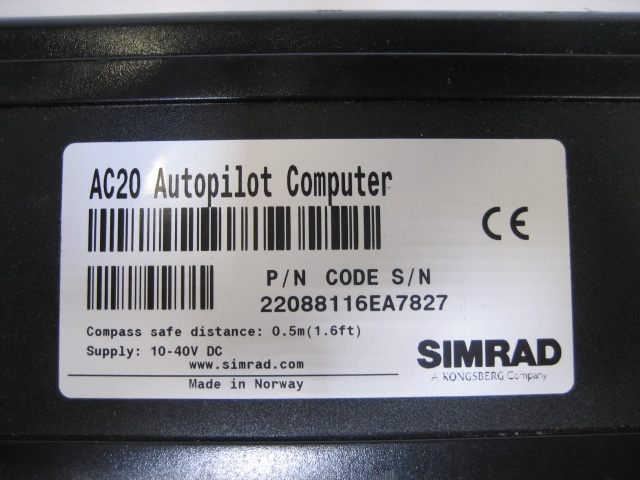 AC20 Autopilot Computer
CE
P/N CODE S/N
22088116EA7827
Compass safe distance: 0.5m(1.6ft)
Supply: 10-40V DC
www.simrad.com
Made in Norway
SIMRAD
A KONGSBERG Company